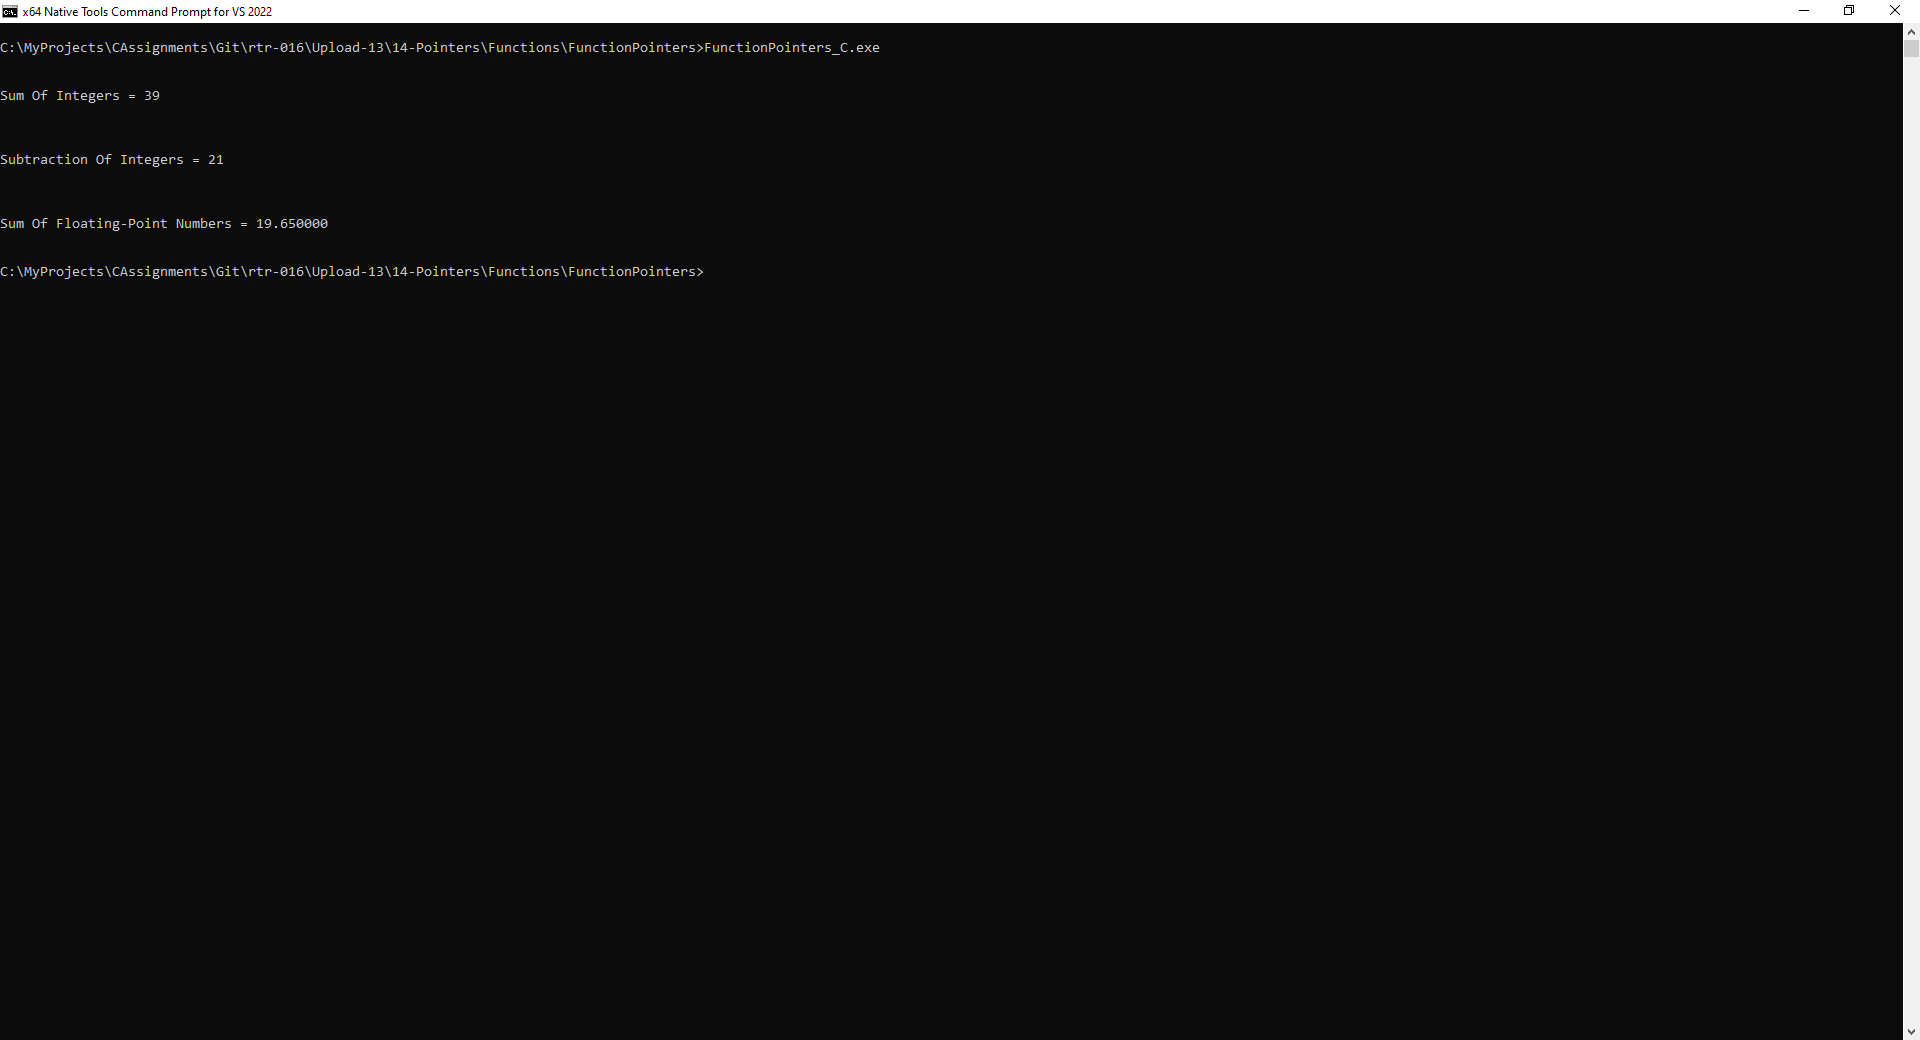 x64 Native Tools Command Prompt for VS 2022
C:\MyProjects\CAssignments\Git\rtr-016\Upload-13\14-Pointers\Functions\FunctionPointers>FunctionPointers_C.exe
Sum Of Integers = 39
Subtraction Of Integers = 21
Sum Of Floating-Point Numbers = 19.650000
C:\MyProjects\CAssignments\Git\rtr-016\Upload-13\14-Pointers\Functions\FunctionPointers>